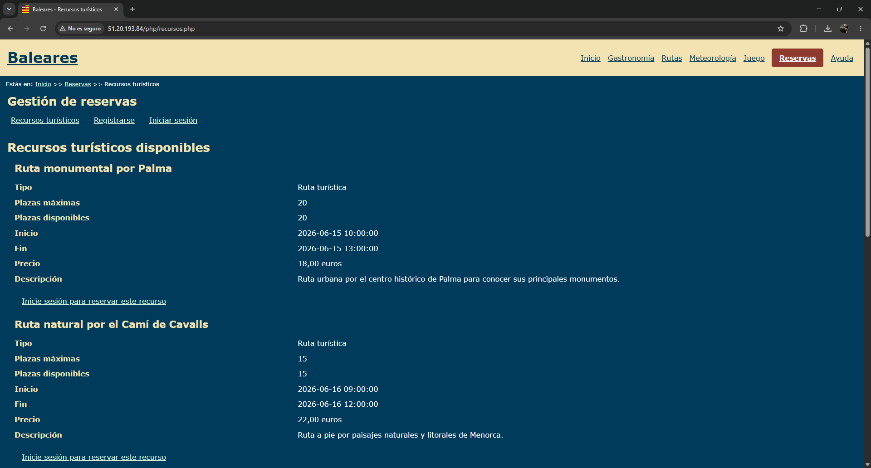 Baleares - Recursos turísticos
No es seguro 51.20.193.84/php/recursos.php
Baleares
Inicio Gastronomía Rutas Meteorología Juego Reservas Ayuda
Estás en: Inicio >> Reservas >> Recursos turísticos
Gestión de reservas
Recursos turísticos Registrarse Iniciar sesión
Recursos turísticos disponibles
Ruta monumental por Palma
Tipo Ruta turística
Plazas máximas 20
Plazas disponibles 20
Inicio 2026-06-15 10:00:00
Fin 2026-06-15 13:00:00
Precio 18,00 euros
Descripción Ruta urbana por el centro histórico de Palma para conocer sus principales monumentos.
Inicie sesión para reservar este recurso
Ruta natural por el Camí de Cavalls
Tipo Ruta turística
Plazas máximas 15
Plazas disponibles 15
Inicio 2026-06-16 09:00:00
Fin 2026-06-16 12:00:00
Precio 22,00 euros
Descripción Ruta a pie por paisajes naturales y litorales de Menorca.
Inicie sesión para reservar este recurso